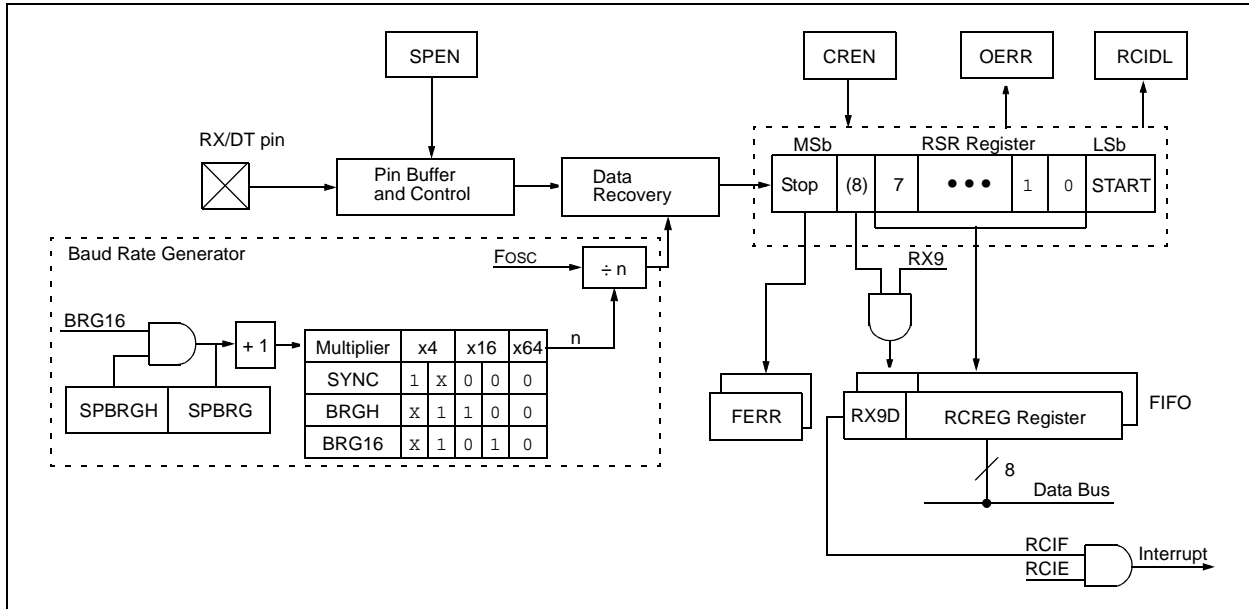 SPEN
CREN
OERR
RCIDL
RX/DT pin
Pin Buffer
and Control
Data
Recovery
MSb
RSR Register
LSb
Stop (8) 7 ••• 1 0 START
Baud Rate Generator
FOSC
÷ n
RX9
BRG16
+ 1
n
Multiplier x4 x16 x64
SYNC 1 X 0 0 0
BRGH X 1 1 0 0
BRG16 X 1 0 1 0
SPBRGH SPBRG
FERR
RX9D RCREG Register
FIFO
8
Data Bus
RCIF
RCIE
Interrupt